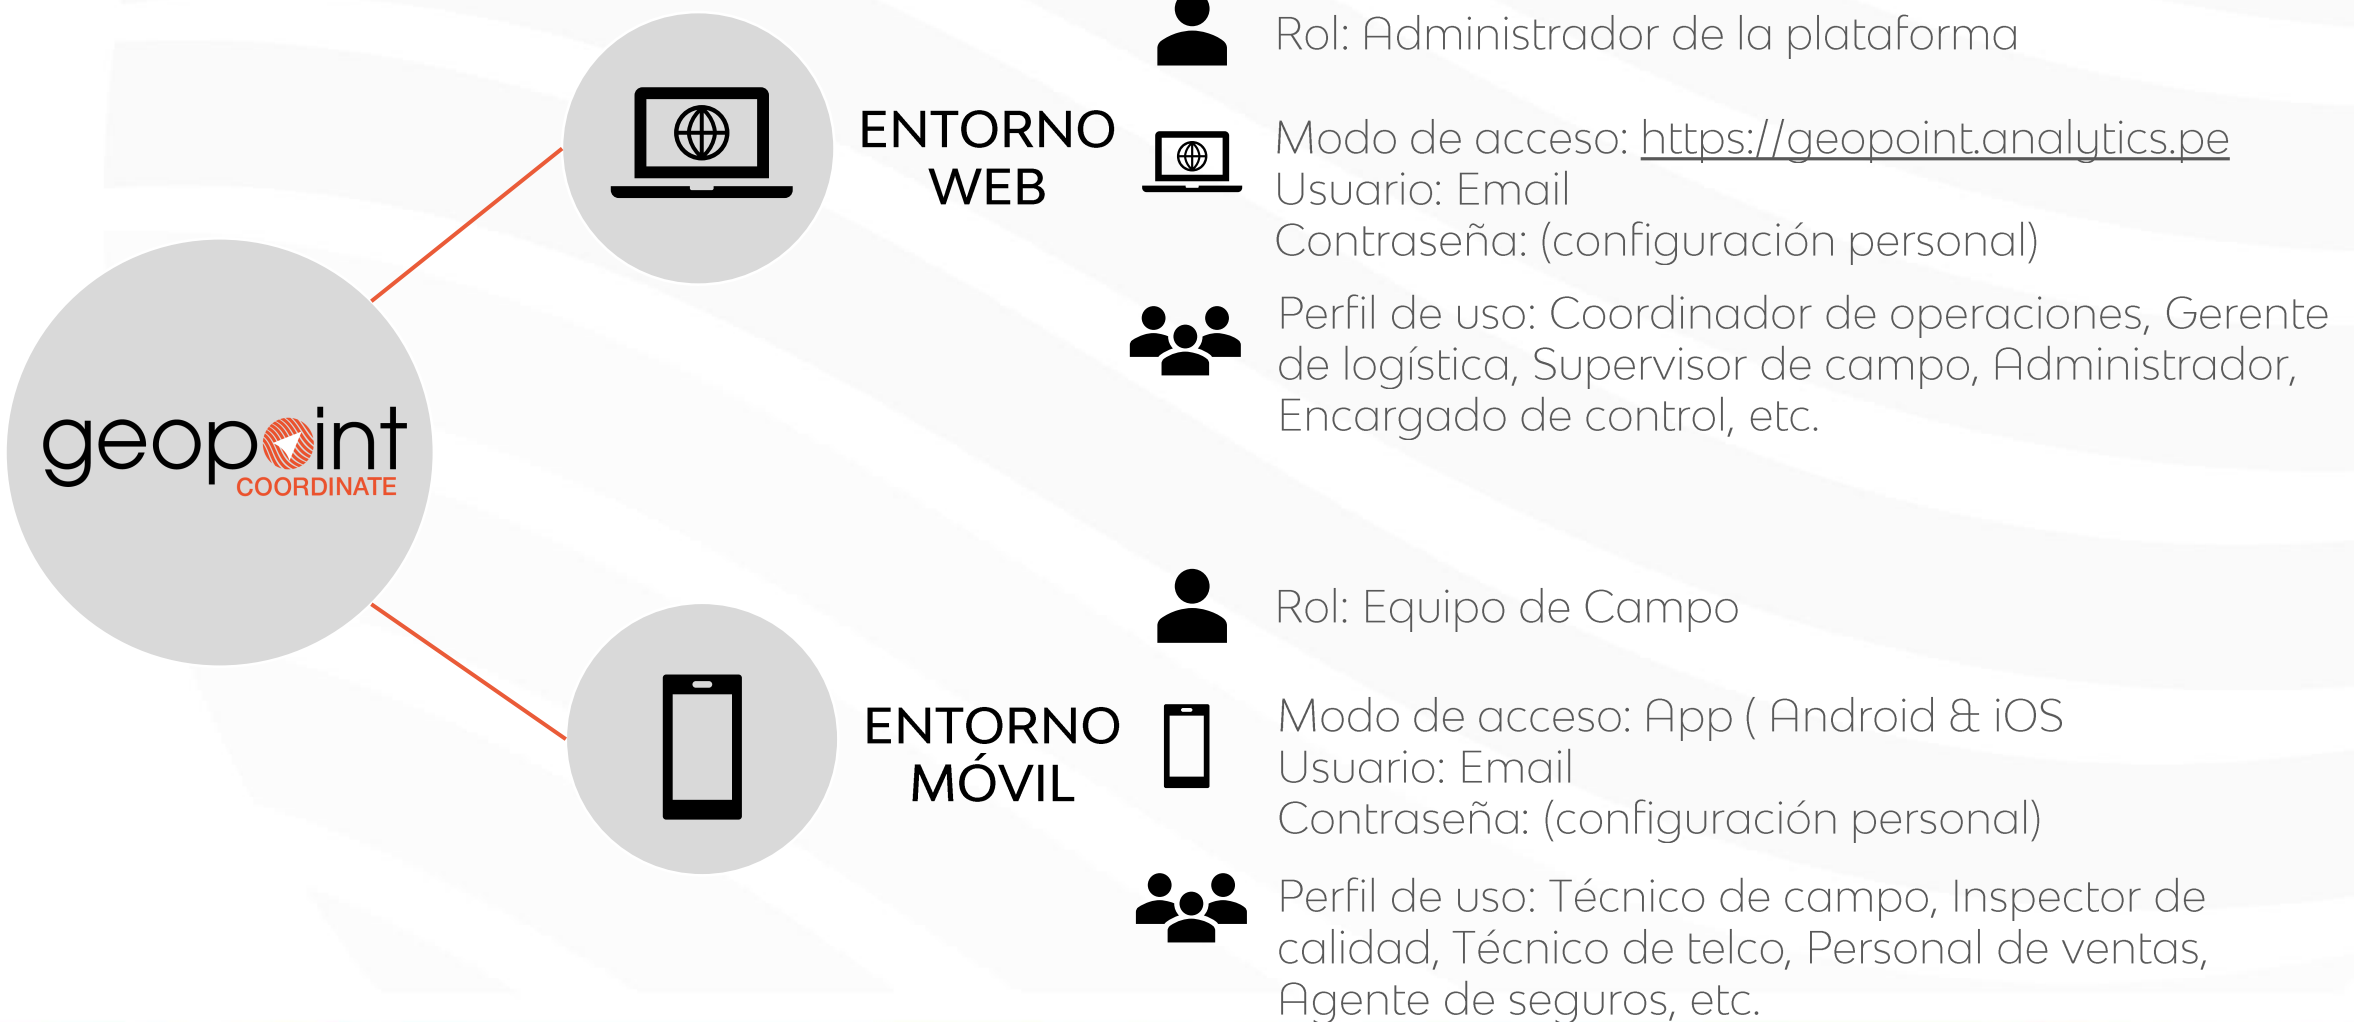 Rol: Administrador de la plataforma
ENTORNO
WEB
Modo de acceso: https://geopoint.analytics.pe
Usuario: Email
Contraseña: (configuración personal)
Perfil de uso: Coordinador de operaciones, Gerente
de logística, Supervisor de campo, Administrador,
Encargado de control, etc.
geopoint
COORDINATE
Rol: Equipo de Campo
ENTORNO
MÓVIL
Modo de acceso: App ( Android & iOS
Usuario: Email
Contraseña: (configuración personal)
Perfil de uso: Técnico de campo, Inspector de
calidad, Técnico de telco, Personal de ventas,
Agente de seguros, etc.